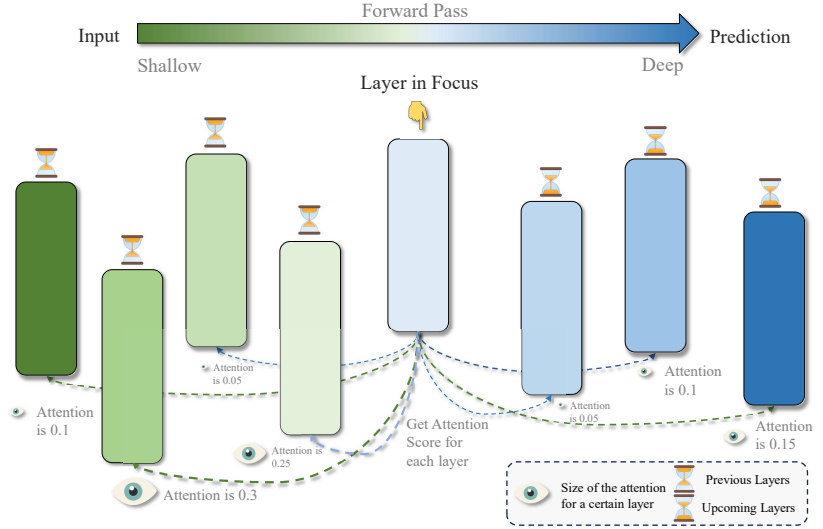 Forward Pass
Input
Prediction
Shallow
Deep
Layer in Focus
Attention
is 0.05
Attention
is 0.1
Attention is 0.3
Attention is
0.25
Get Attention
Score for
each layer
Attention
is 0.05
Attention
is 0.1
Attention
is 0.15
Size of the attention
for a certain layer
Previous Layers
Upcoming Layers